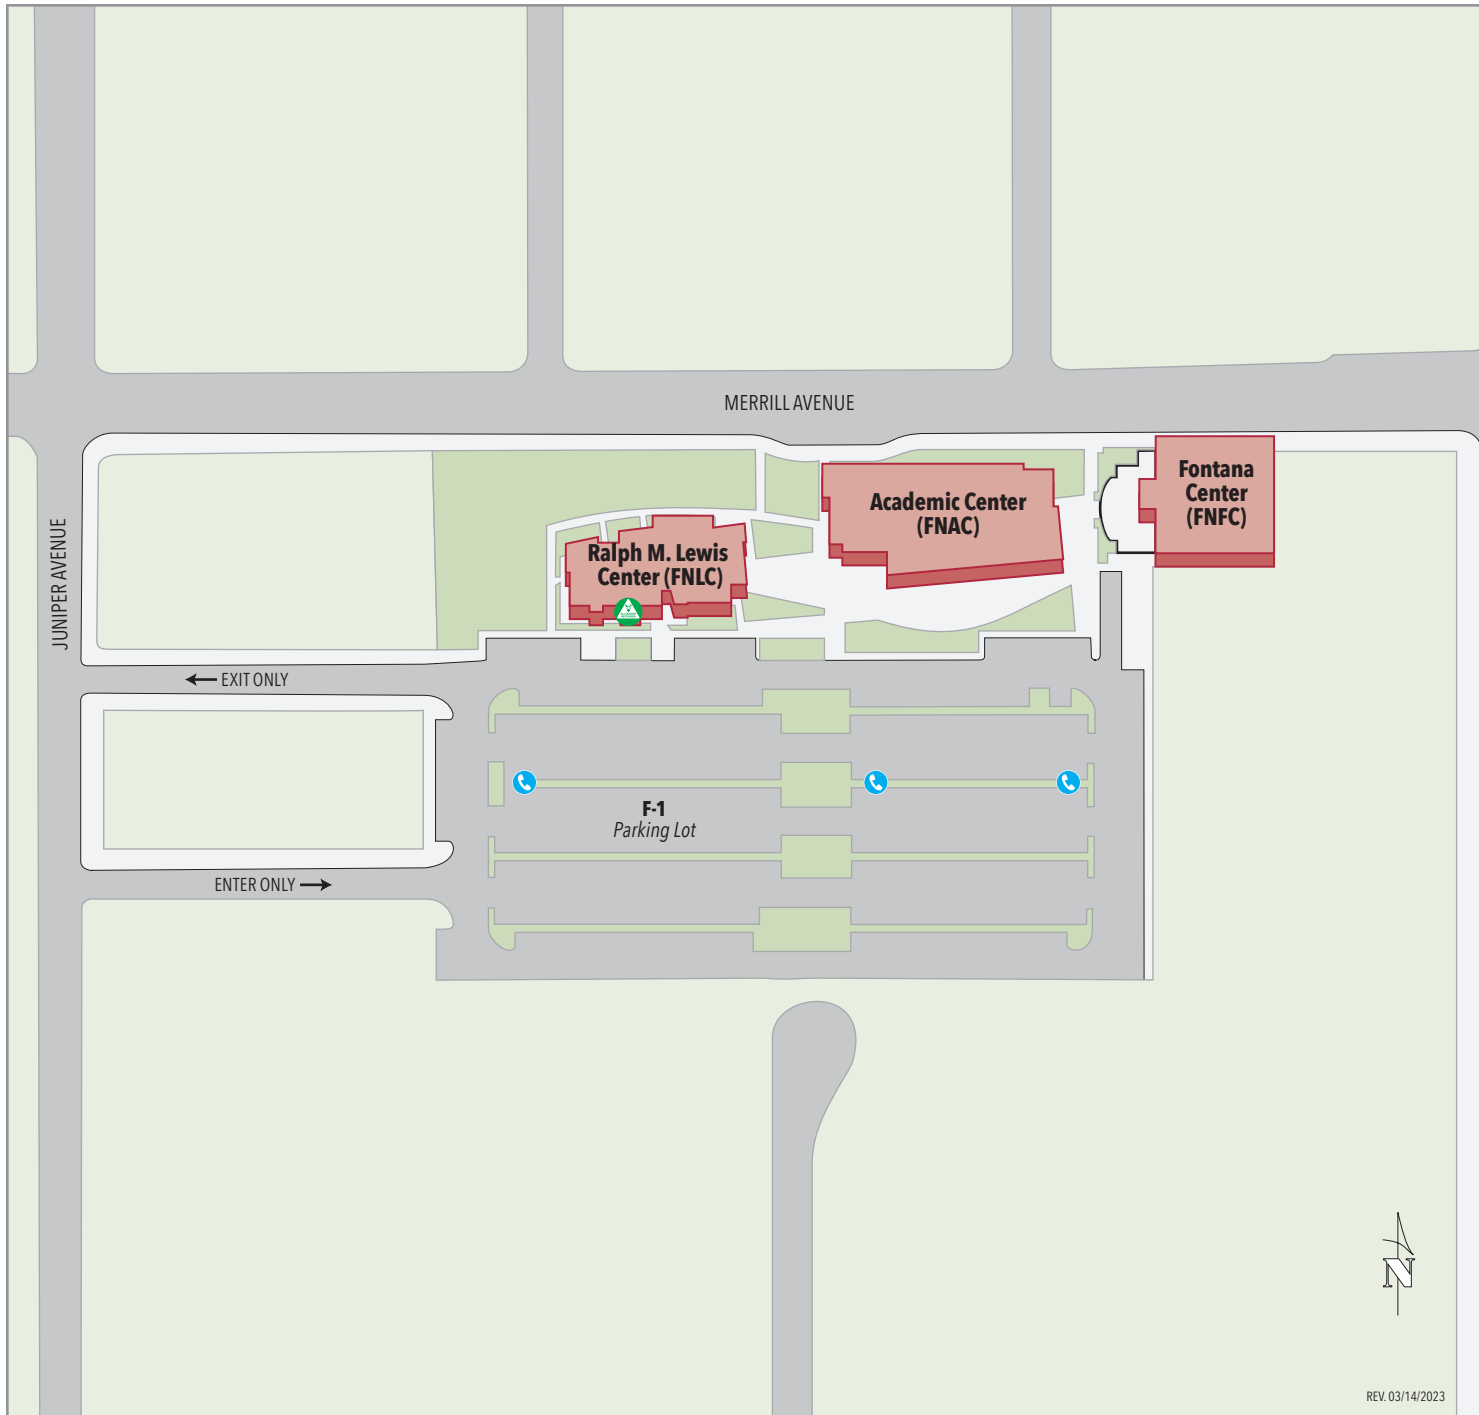 MERRILL AVENUE
Fontana
Center
(FNFC)
Academic Center
(FNAC)
Ralph M. Lewis
Center (FNLC)
JUNIPER AVENUE
EXIT ONLY
F-1
Parking Lot
ENTER ONLY
N
REV. 03/14/2023